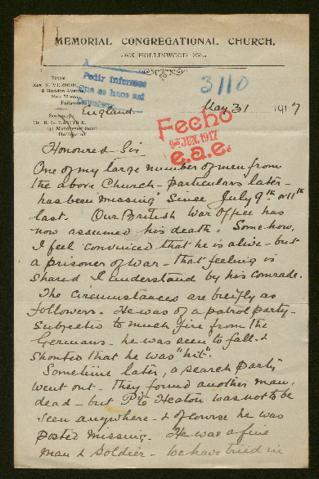 MEMORIAL CONGREGATIONAL CHURCH,
HOLLINWOOD
3110
Pedir informes
England
May 31 1917
Fecho
JUN. 1917
e.a.e.
Honoured Sir
One of my large number of men from
the above Church - particulars later -
has been "missing" since July 9th or 11th
last. Our British War Office has
now assumed his death. Somehow,
I feel convinced that he is alive - but
a prisoner of war - that feeling is
shared I understand by his comrade.
The circumstances are briefly as
followers. He was of a patrol party -
subjected to much fire from the
Germans - he was seen to fall &
shouted that he was "hit".
Sometime later, a search party
went out - They found another man,
dead - but Pte Heaton was not to be
seen anywhere - & of course he was
posted missing. He was a fine
man & soldier - We have tried in